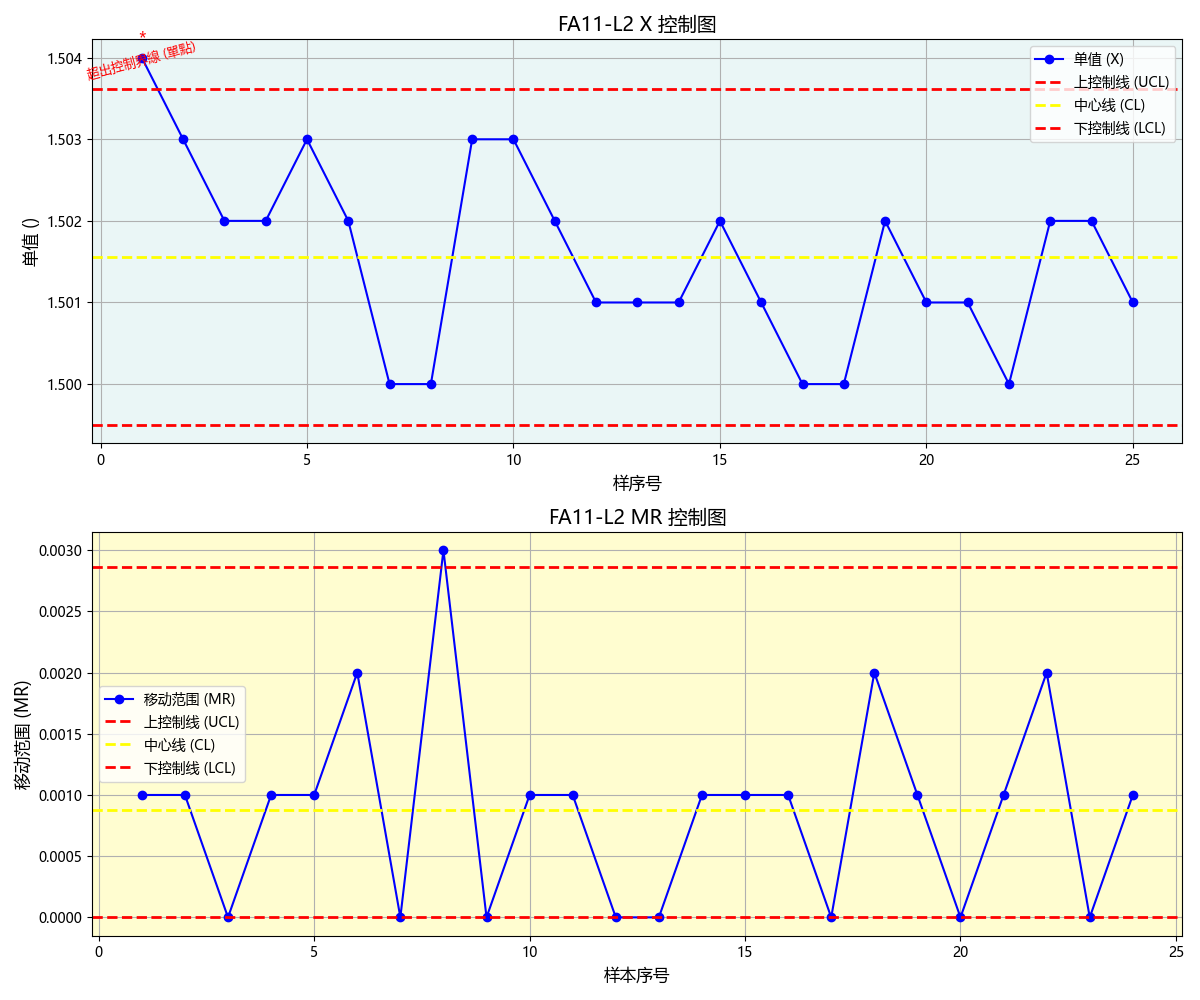 FA11-L2 X 控制图
*
超出控制界線 (單點)
1.504
1.503
1.502
1.501
1.500
单值 ()
单值 (X)
上控制线 (UCL)
中心线 (CL)
下控制线 (LCL)
0 5 10 15 20 25
样序号
FA11-L2 MR 控制图
0.0030
0.0025
0.0020
0.0015
0.0010
0.0005
0.0000
移动范围 (MR)
移动范围 (MR)
上控制线 (UCL)
中心线 (CL)
下控制线 (LCL)
0 5 10 15 20 25
样本序号